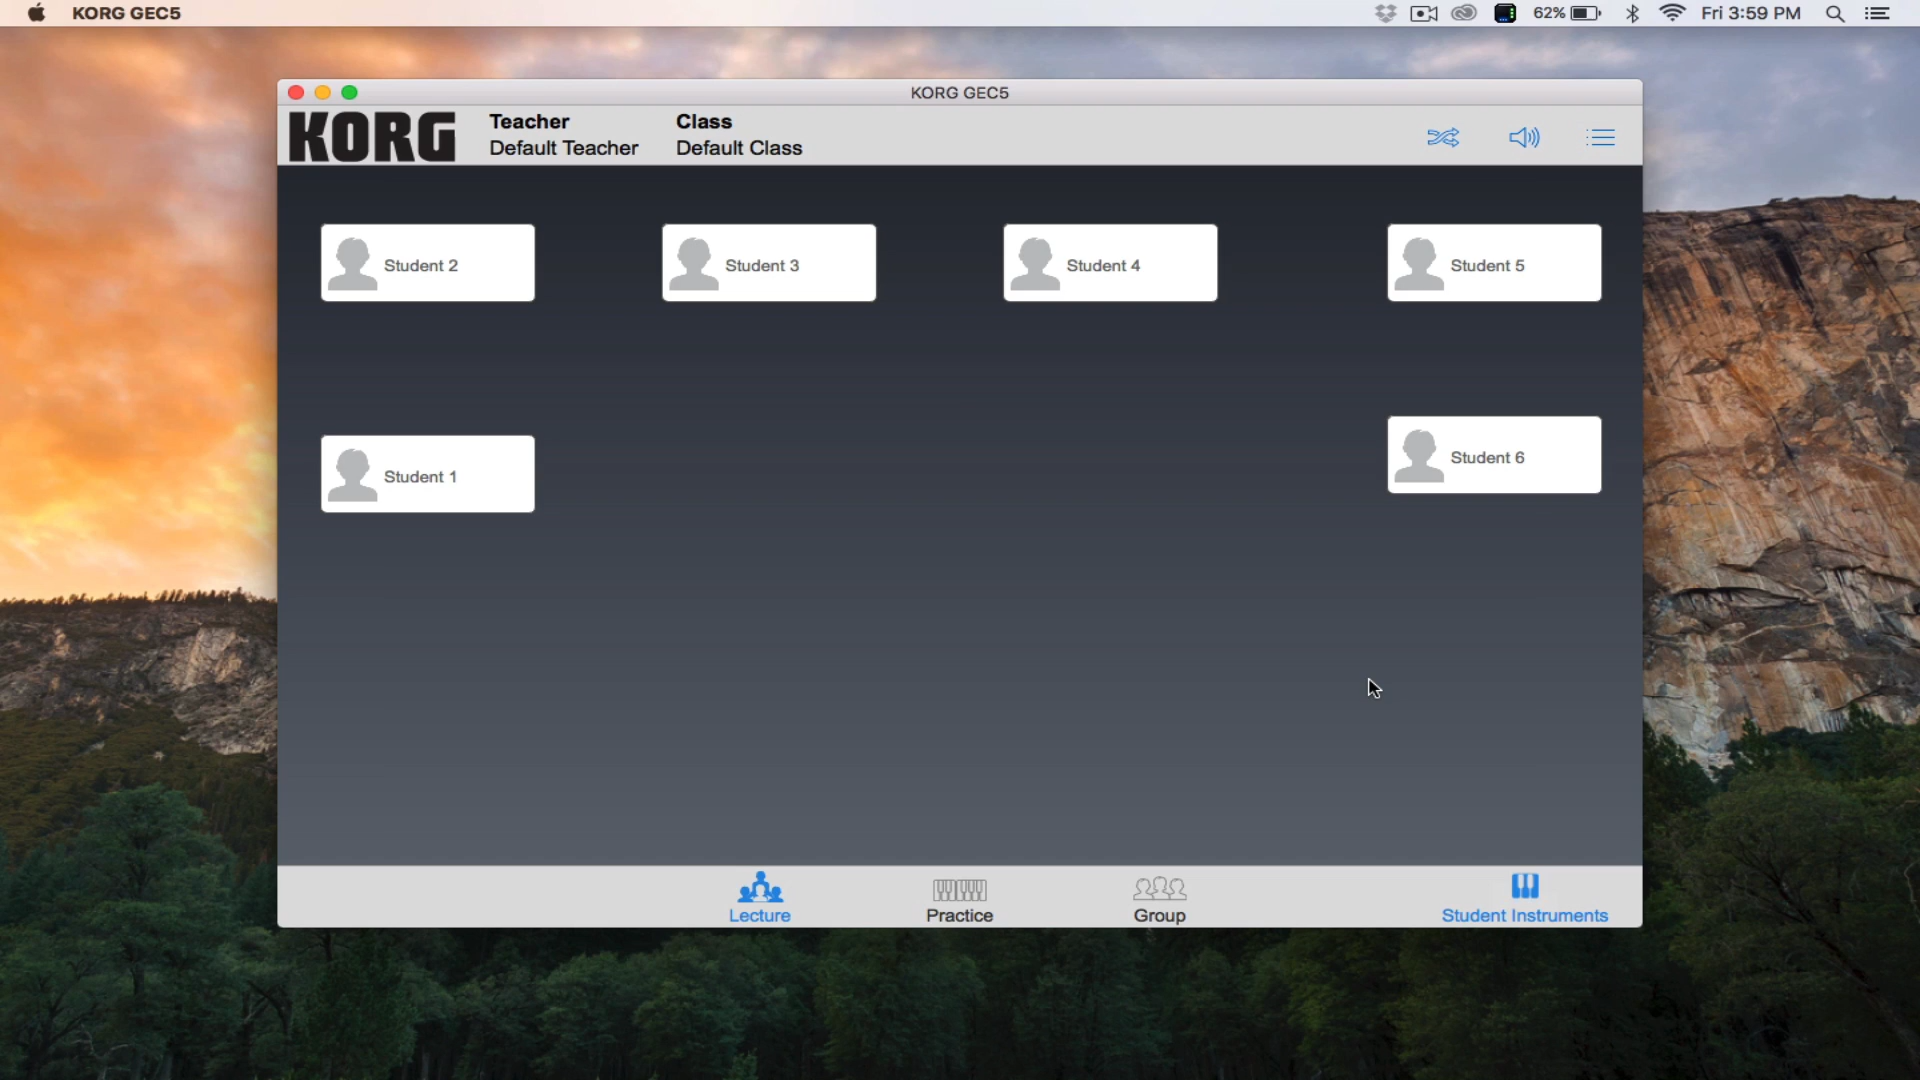 KORG GEC5
62%
Fri 3:59 PM
KORG GEC5
KORG
Teacher
Default Teacher
Class
Default Class
Student 2
Student 3
Student 4
Student 5
Student 1
Student 6
Lecture
Practice
Group
Student Instruments